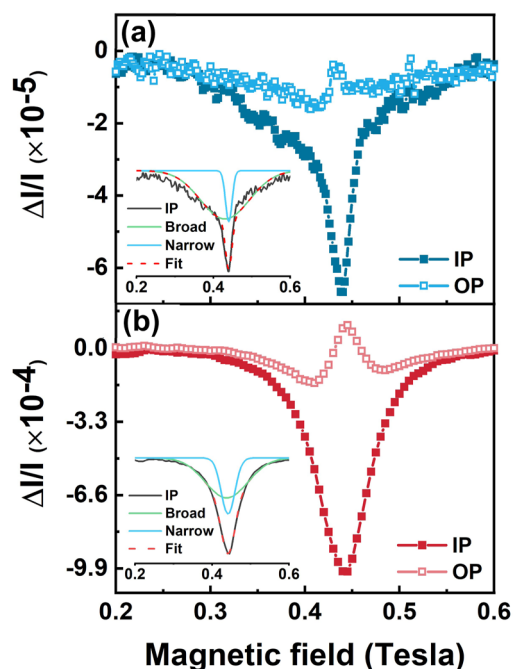 (a)
0
-2
-4
-6
ΔI/I (×10-5)
IP
Broad
Narrow
Fit
0.2 0.4 0.6
IP
OP
(b)
0.0
-3.3
-6.6
-9.9
ΔI/I (×10-4)
IP
Broad
Narrow
Fit
0.2 0.4 0.6
IP
OP
0.2 0.3 0.4 0.5 0.6
Magnetic field (Tesla)